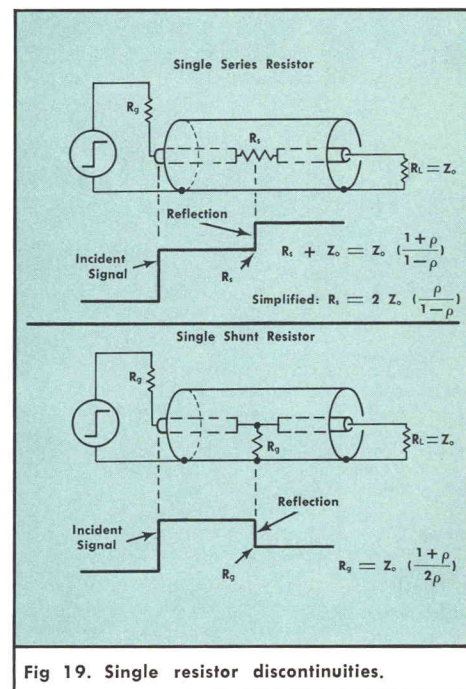 Single Series Resistor
Rg
Rs
RL = Zo
Reflection
Incident
Signal
Rs
Rs + Zo = Zo (1 + ρ / 1 − ρ)
Simplified: Rs = 2 Zo (ρ / 1 − ρ)
Single Shunt Resistor
Rg
Rg
RL = Zo
Incident
Signal
Reflection
Rg
Rg = Zo (1 + ρ / 2ρ)
Fig 19. Single resistor discontinuities.